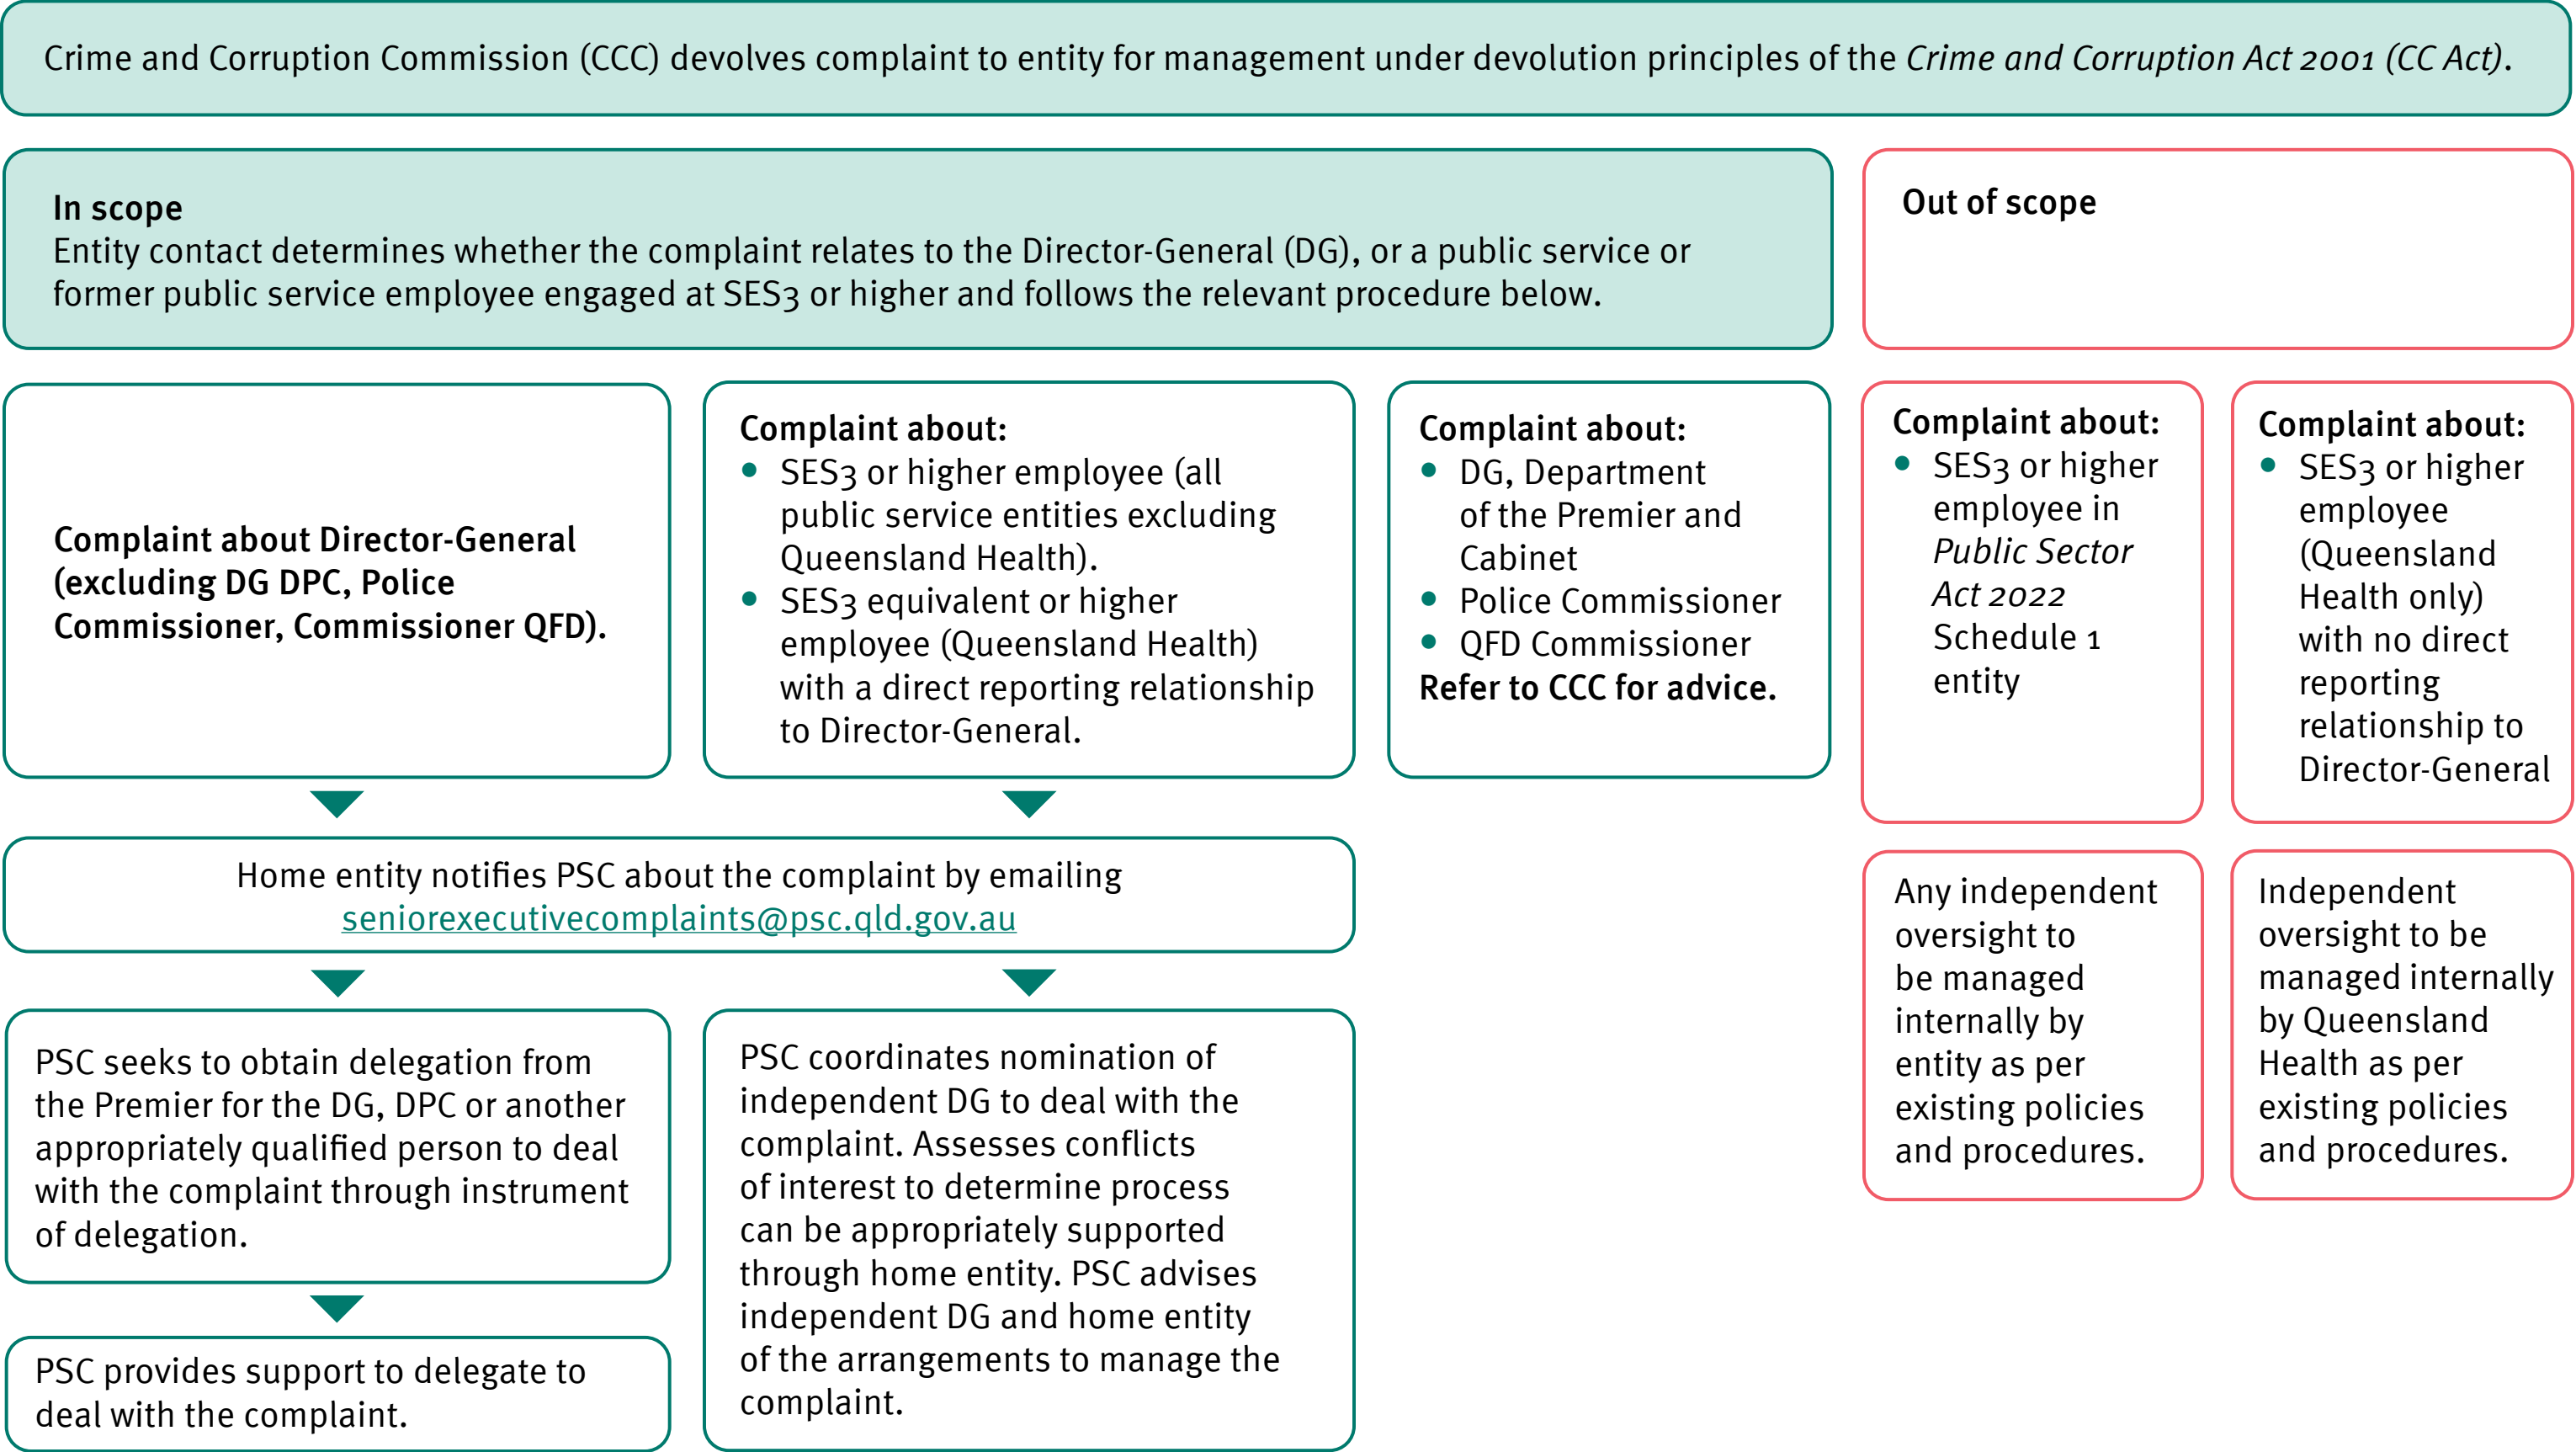 Crime and Corruption Commission (CCC) devolves complaint to entity for management under devolution principles of the Crime and Corruption Act 2001 (CC Act).
In scope
Entity contact determines whether the complaint relates to the Director-General (DG), or a public service or
former public service employee engaged at SES3 or higher and follows the relevant procedure below.
Out of scope
Complaint about Director-General
(excluding DG DPC, Police
Commissioner, Commissioner QFD).
Complaint about:
• SES3 or higher employee (all
public service entities excluding
Queensland Health).
• SES3 equivalent or higher
employee (Queensland Health)
with a direct reporting relationship
to Director-General.
Complaint about:
• DG, Department
of the Premier and
Cabinet
• Police Commissioner
• QFD Commissioner
Refer to CCC for advice.
Complaint about:
• SES3 or higher
employee in
Public Sector
Act 2022
Schedule 1
entity
Complaint about:
• SES3 or higher
employee
(Queensland
Health only)
with no direct
reporting
relationship to
Director-General
Home entity notifies PSC about the complaint by emailing
seniorexecutivecomplaints@psc.qld.gov.au
Any independent
oversight to
be managed
internally by
entity as per
existing policies
and procedures.
Independent
oversight to be
managed internally
by Queensland
Health as per
existing policies
and procedures.
PSC seeks to obtain delegation from
the Premier for the DG, DPC or another
appropriately qualified person to deal
with the complaint through instrument
of delegation.
PSC coordinates nomination of
independent DG to deal with the
complaint. Assesses conflicts
of interest to determine process
can be appropriately supported
through home entity. PSC advises
independent DG and home entity
of the arrangements to manage the
complaint.
PSC provides support to delegate to
deal with the complaint.